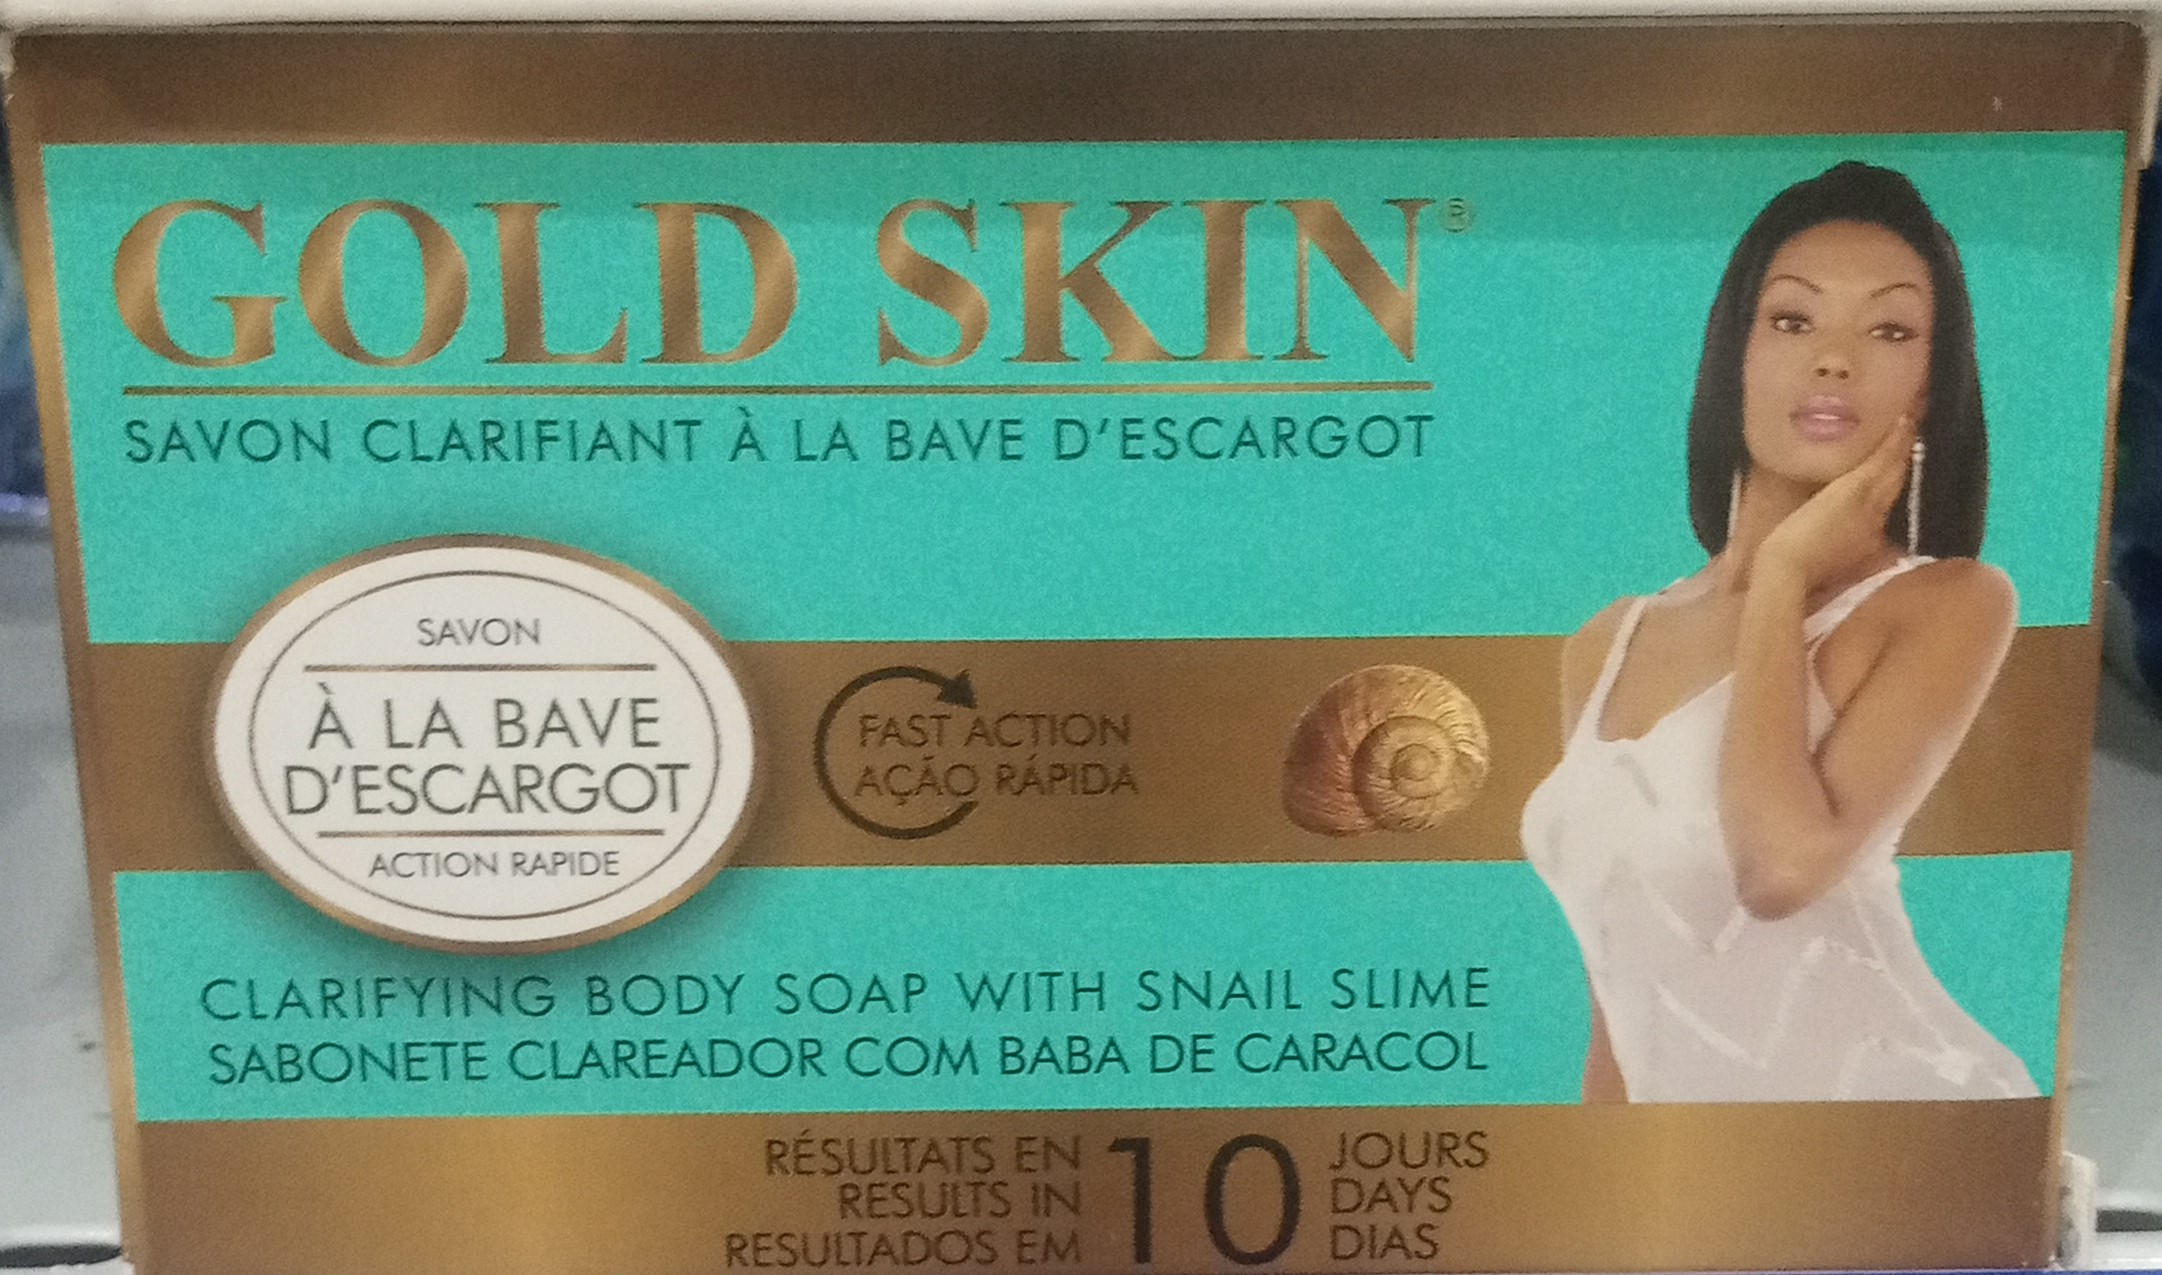 GOLD SKIN®
SAVON CLARIFIANT À LA BAVE D'ESCARGOT
SAVON
À LA BAVE
D'ESCARGOT
ACTION RAPIDE
FAST ACTION
AÇÃO RÁPIDA
CLARIFYING BODY SOAP WITH SNAIL SLIME
SABONETE CLAREADOR COM BABA DE CARACOL
RÉSULTATS EN 10 JOURS
RESULTS IN DAYS
RESULTADOS EM DIAS